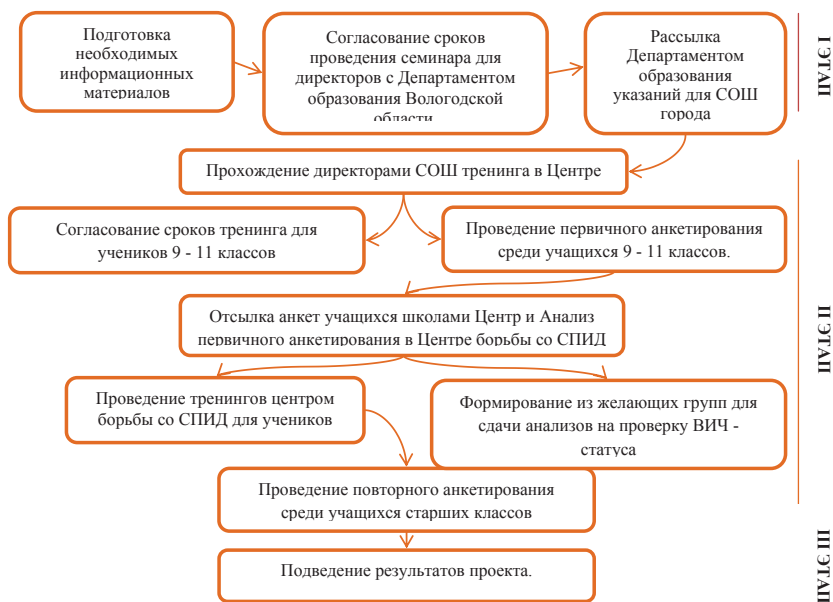 Подготовка
необходимых
информационных
материалов
Согласование сроков
проведения семинара для
директоров с Департаментом
образования Вологодской
области
Рассылка
Департаментом
образования
указаний для СОШ
города
I ЭТАП
Прохождение директорами СОШ тренинга в Центре
Согласование сроков тренинга для
учеников 9 - 11 классов
Проведение первичного анкетирования
среди учащихся 9 - 11 классов.
Отсылка анкет учащихся школами Центр и Анализ
первичного анкетирования в Центре борьбы со СПИД
II ЭТАП
Проведение тренингов центром
борьбы со СПИД для учеников
Формирование из желающих групп для
сдачи анализов на проверку ВИЧ -
статуса
Проведение повторного анкетирования
среди учащихся старших классов
Подведение результатов проекта.
III ЭТАП